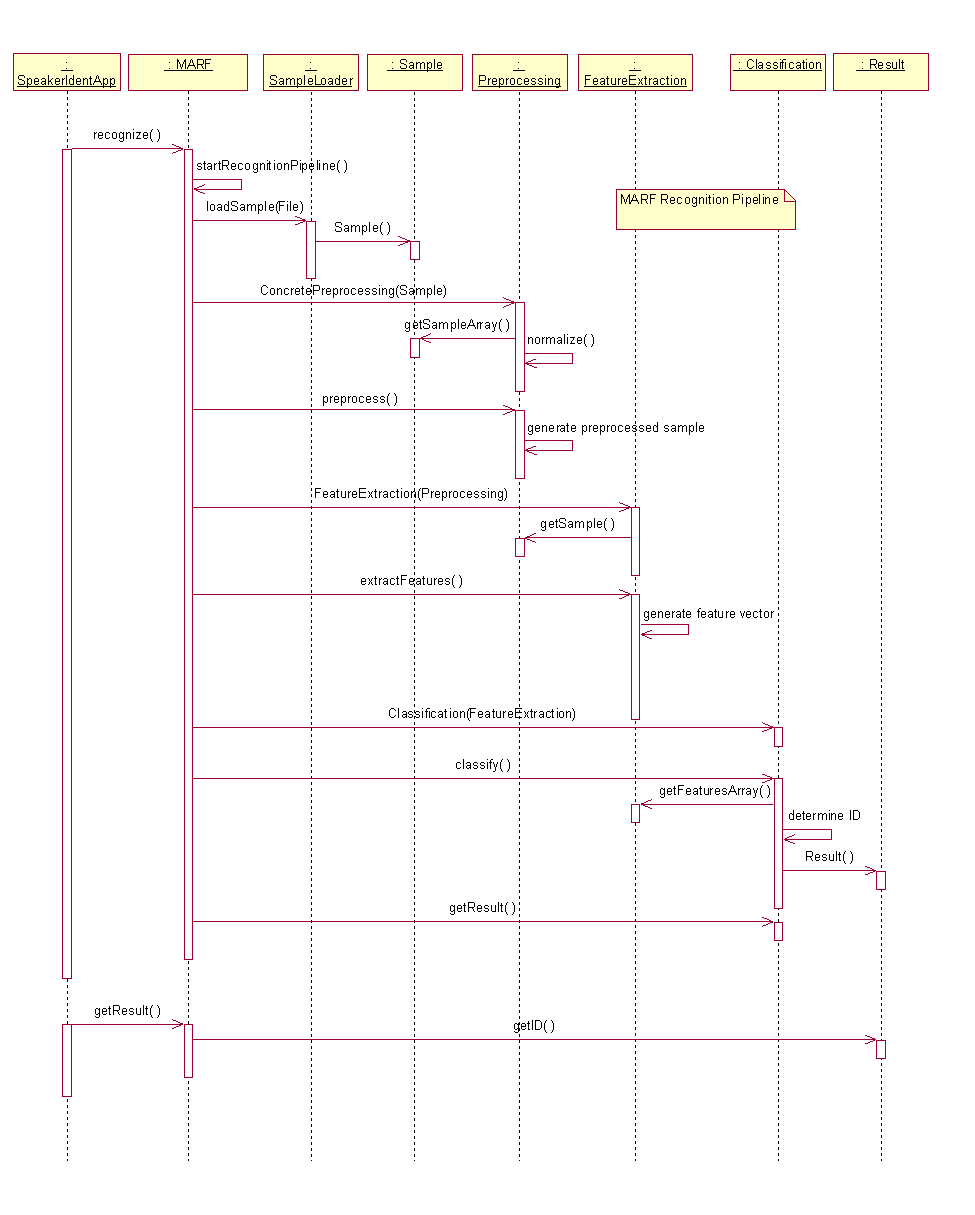 :
SpeakerIdentApp
: MARF
:
SampleLoader
: Sample
:
Preprocessing
:
FeatureExtraction
: Classification
: Result
recognize( )
startRecognitionPipeline( )
MARF Recognition Pipeline
loadSample(File)
Sample( )
ConcretePreprocessing(Sample)
getSampleArray( )
normalize( )
preprocess( )
generate preprocessed sample
FeatureExtraction(Preprocessing)
getSample( )
extractFeatures( )
generate feature vector
Classification(FeatureExtraction)
classify( )
getFeaturesArray( )
determine ID
Result( )
getResult( )
getResult( )
getID( )